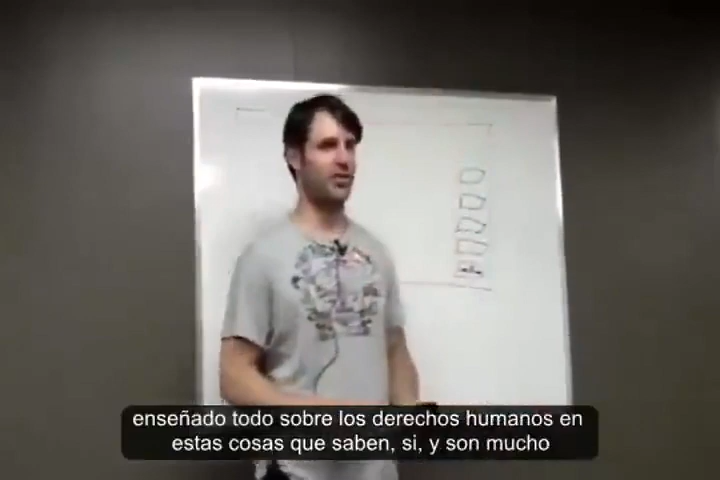 enseñado todo sobre los derechos humanos en
estas cosas que saben, si, y son mucho